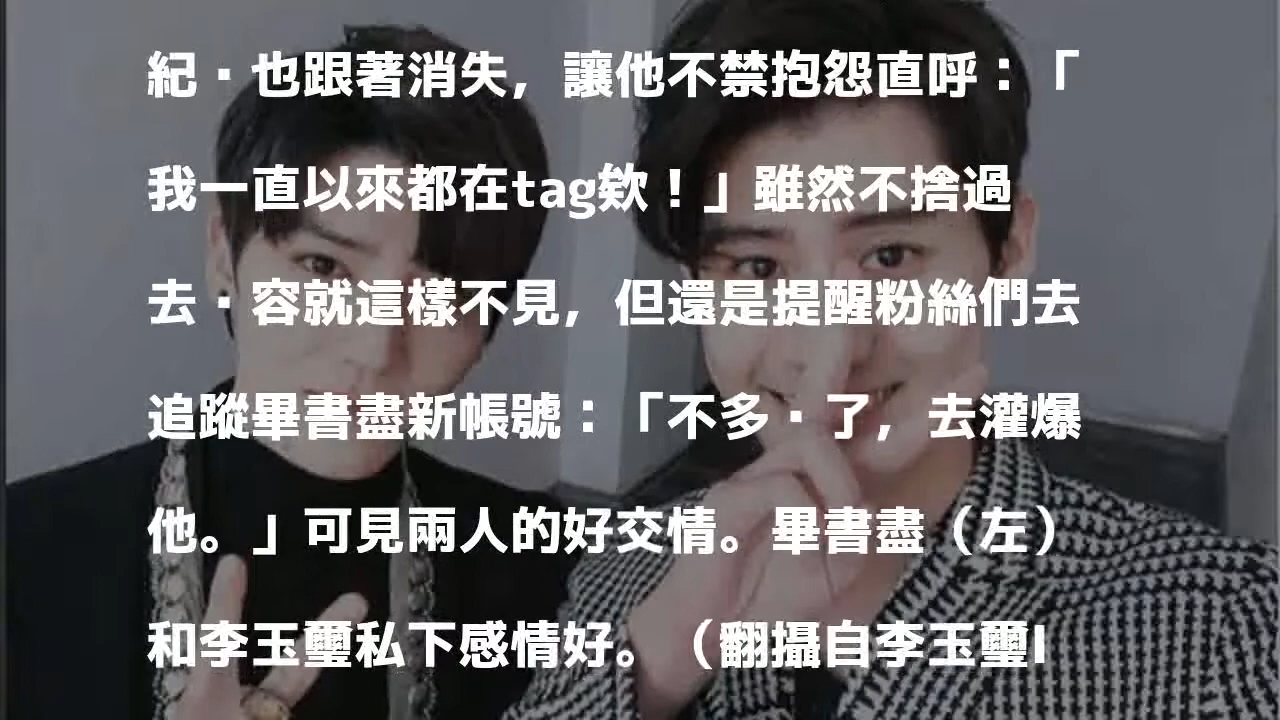 紀·也跟著消失，讓他不禁抱怨直呼：「
我一直以來都在tag欸！」雖然不捨過
去·容就這樣不見，但還是提醒粉絲們去
追蹤畢書盡新帳號：「不多·了，去灌爆
他。」可見兩人的好交情。畢書盡（左）
和李玉璽私下感情好。（翻攝自李玉璽I